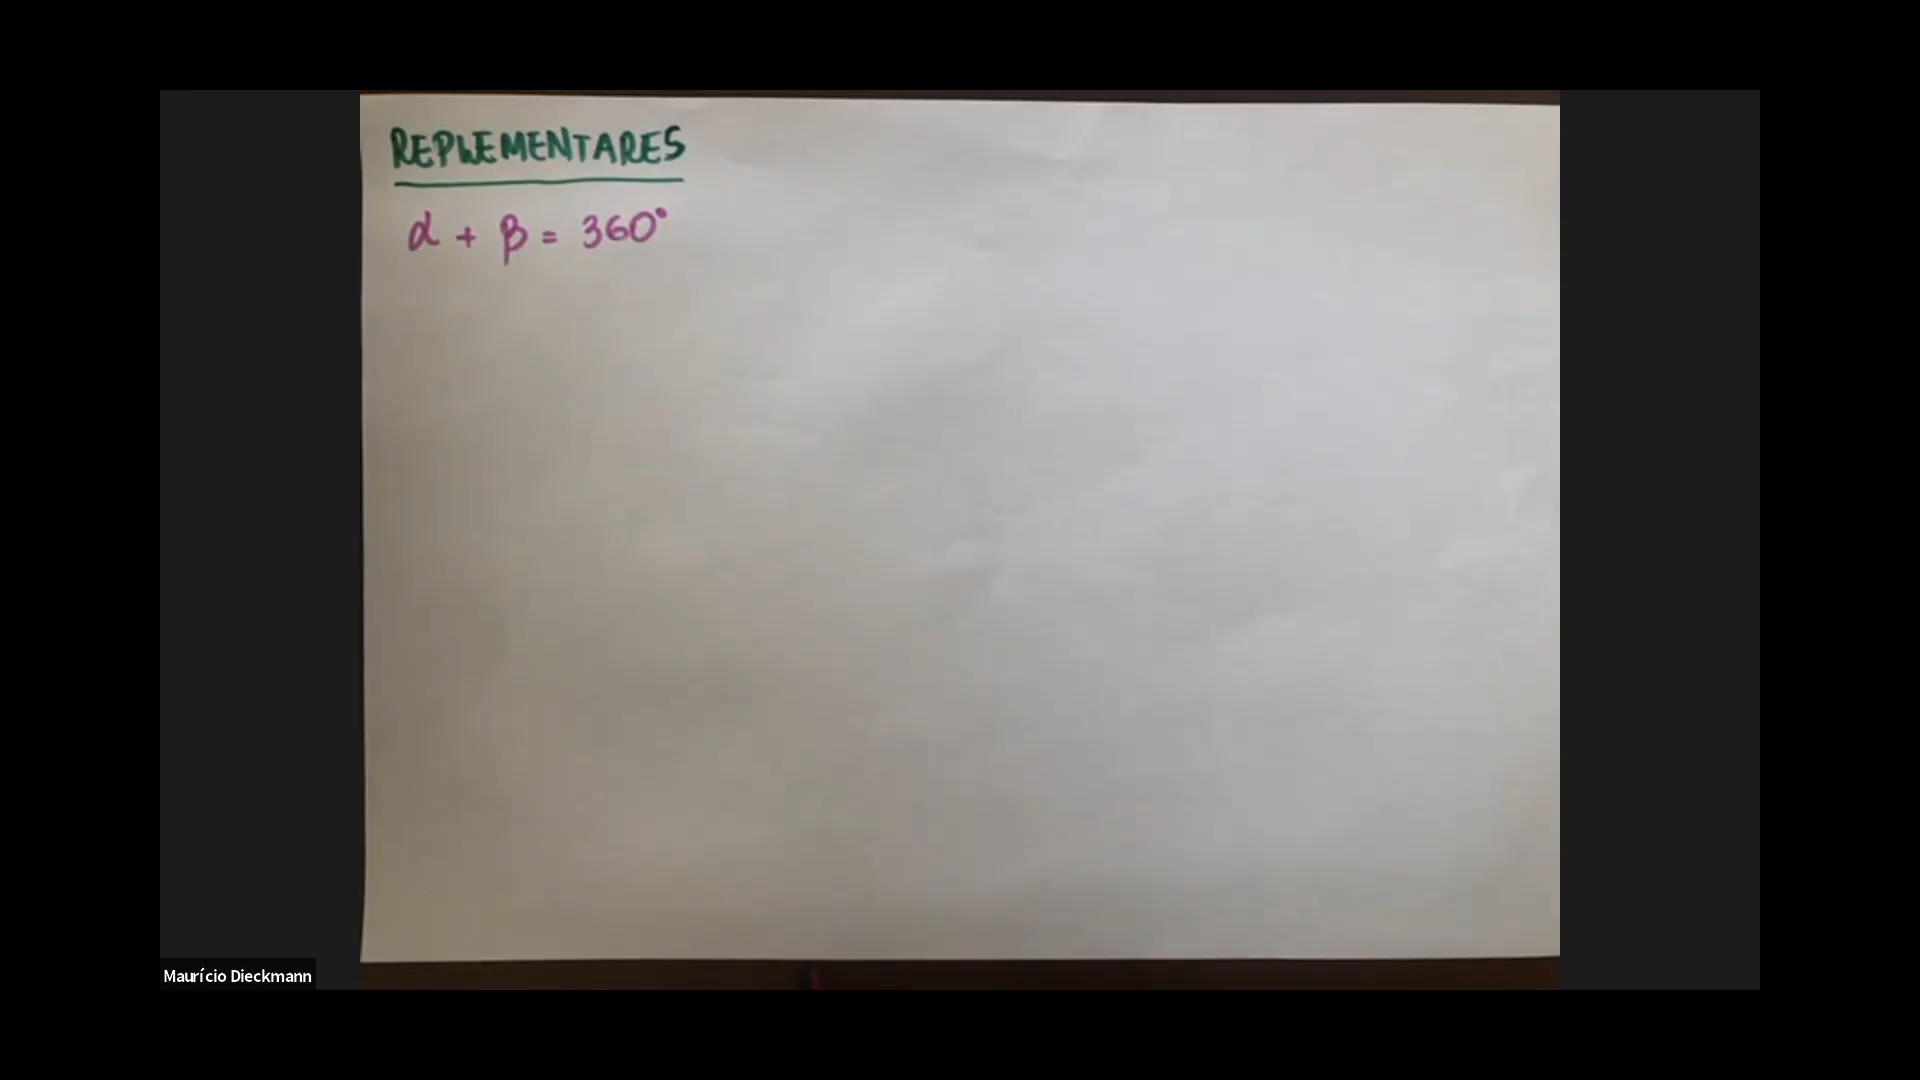 REPLEMENTARES
α + β = 360°
Maurício Dieckmann